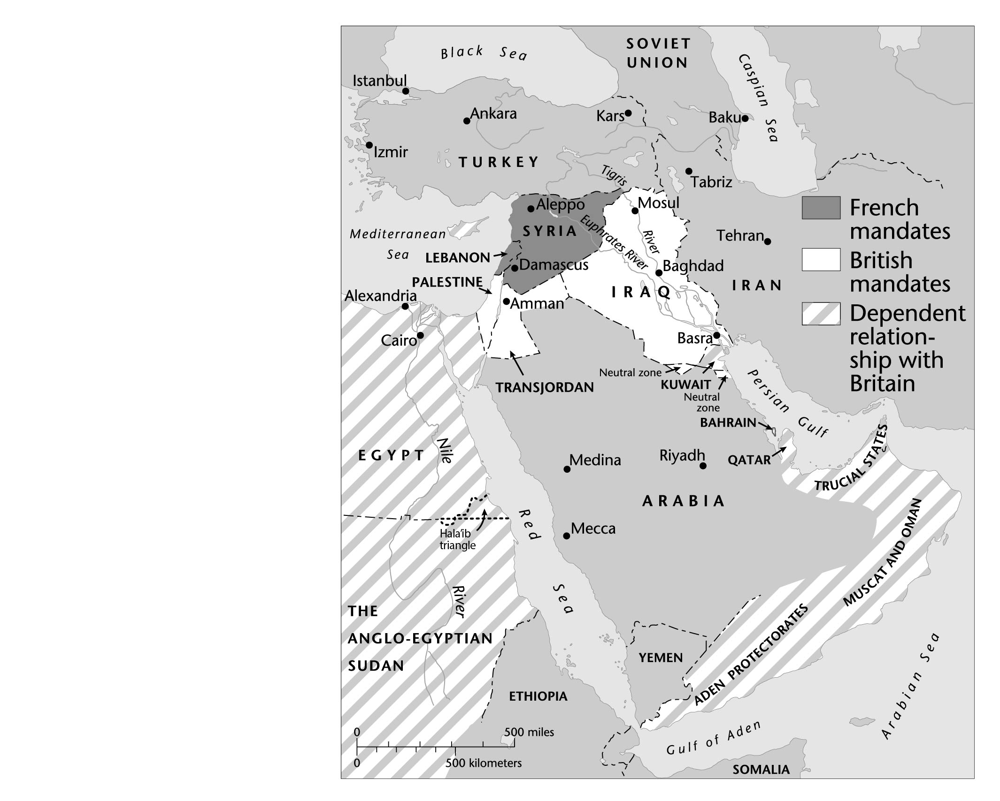 Black Sea
SOVIET
UNION
Caspian Sea
Istanbul
Ankara
Kars
Baku
Izmir
TURKEY
Tigris
Tabriz
Aleppo
Mosul
French
mandates
Mediterranean
Sea
SYRIA
Euphrates River
River
Tehran
LEBANON
Damascus
Baghdad
British
mandates
PALESTINE
IRAQ
IRAN
Alexandria
Amman
Dependent
relation-
ship with
Britain
Cairo
Basra
Neutral zone
KUWAIT
TRANSJORDAN
Neutral
zone
Persian Gulf
BAHRAIN
Nile
EGYPT
Medina
Riyadh
QATAR
TRUCIAL STATES
ARABIA
Red Sea
Mecca
Hala'ib
triangle
MUSCAT AND OMAN
River
THE
ANGLO-EGYPTIAN
SUDAN
YEMEN
ADEN PROTECTORATES
Arabian Sea
ETHIOPIA
0 500 miles
0 500 kilometers
Gulf of Aden
SOMALIA